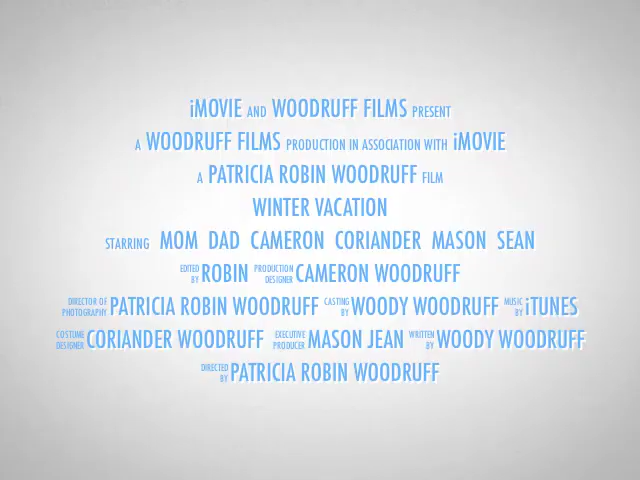 iMOVIE AND WOODRUFF FILMS PRESENT
A WOODRUFF FILMS PRODUCTION IN ASSOCIATION WITH iMOVIE
A PATRICIA ROBIN WOODRUFF FILM
WINTER VACATION
STARRING MOM DAD CAMERON CORIANDER MASON SEAN
EDITED BY ROBIN PRODUCTION DESIGNER CAMERON WOODRUFF
DIRECTOR OF PHOTOGRAPHY PATRICIA ROBIN WOODRUFF CASTING BY WOODY WOODRUFF MUSIC BY iTUNES
COSTUME DESIGNER CORIANDER WOODRUFF EXECUTIVE PRODUCER MASON JEAN WRITTEN BY WOODY WOODRUFF
DIRECTED BY PATRICIA ROBIN WOODRUFF